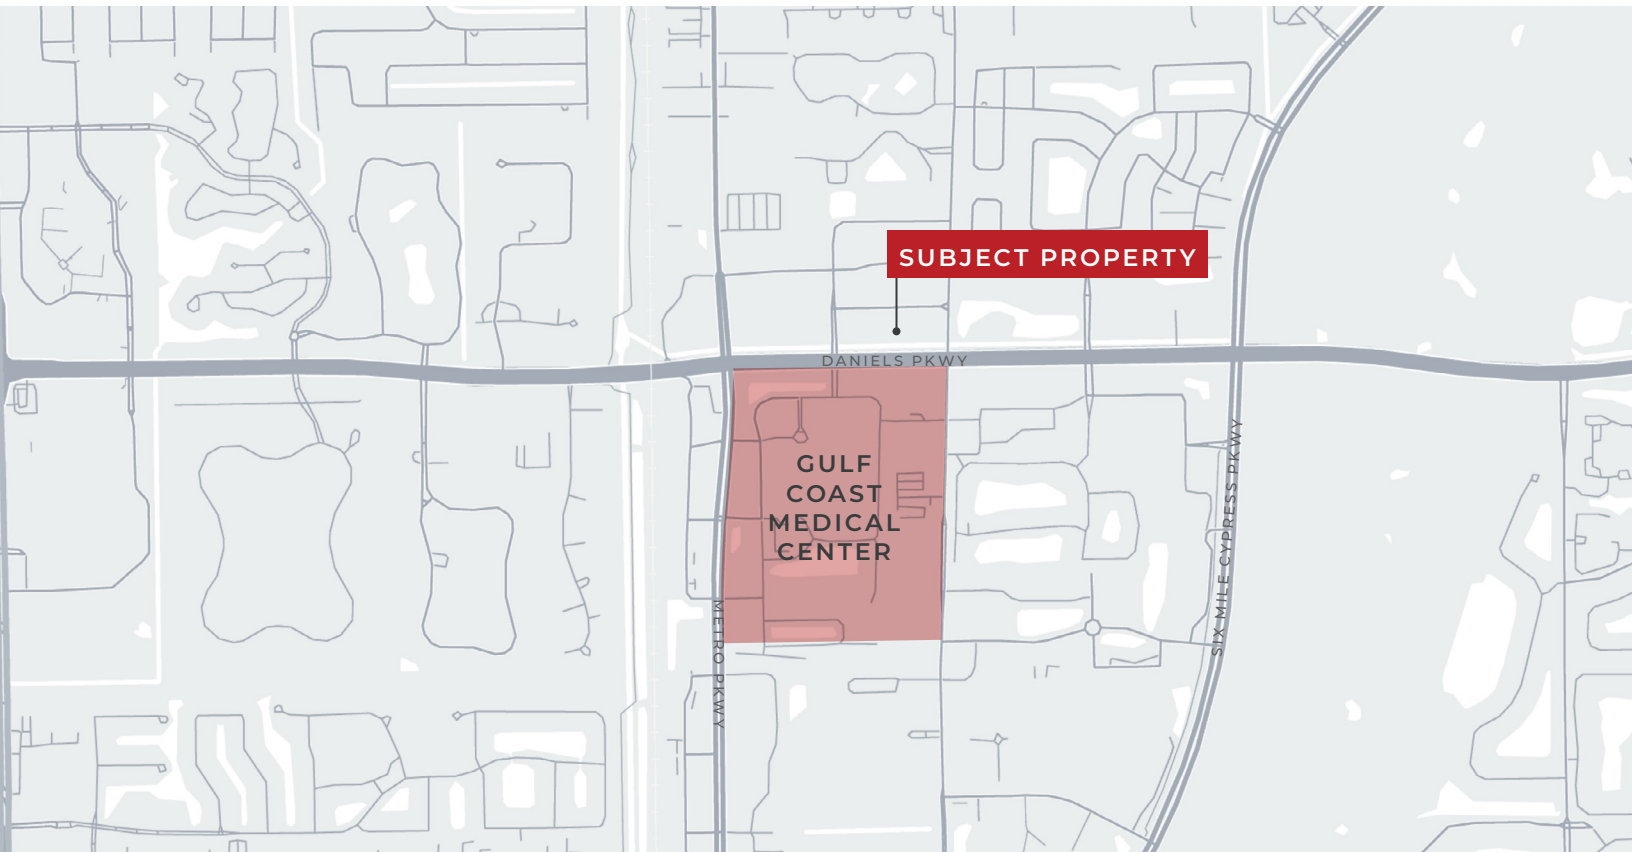 SUBJECT PROPERTY
DANIELS PKWY
GULF
COAST
MEDICAL
CENTER
SIX MILE CYPRESS PKWY
METRO PKWY